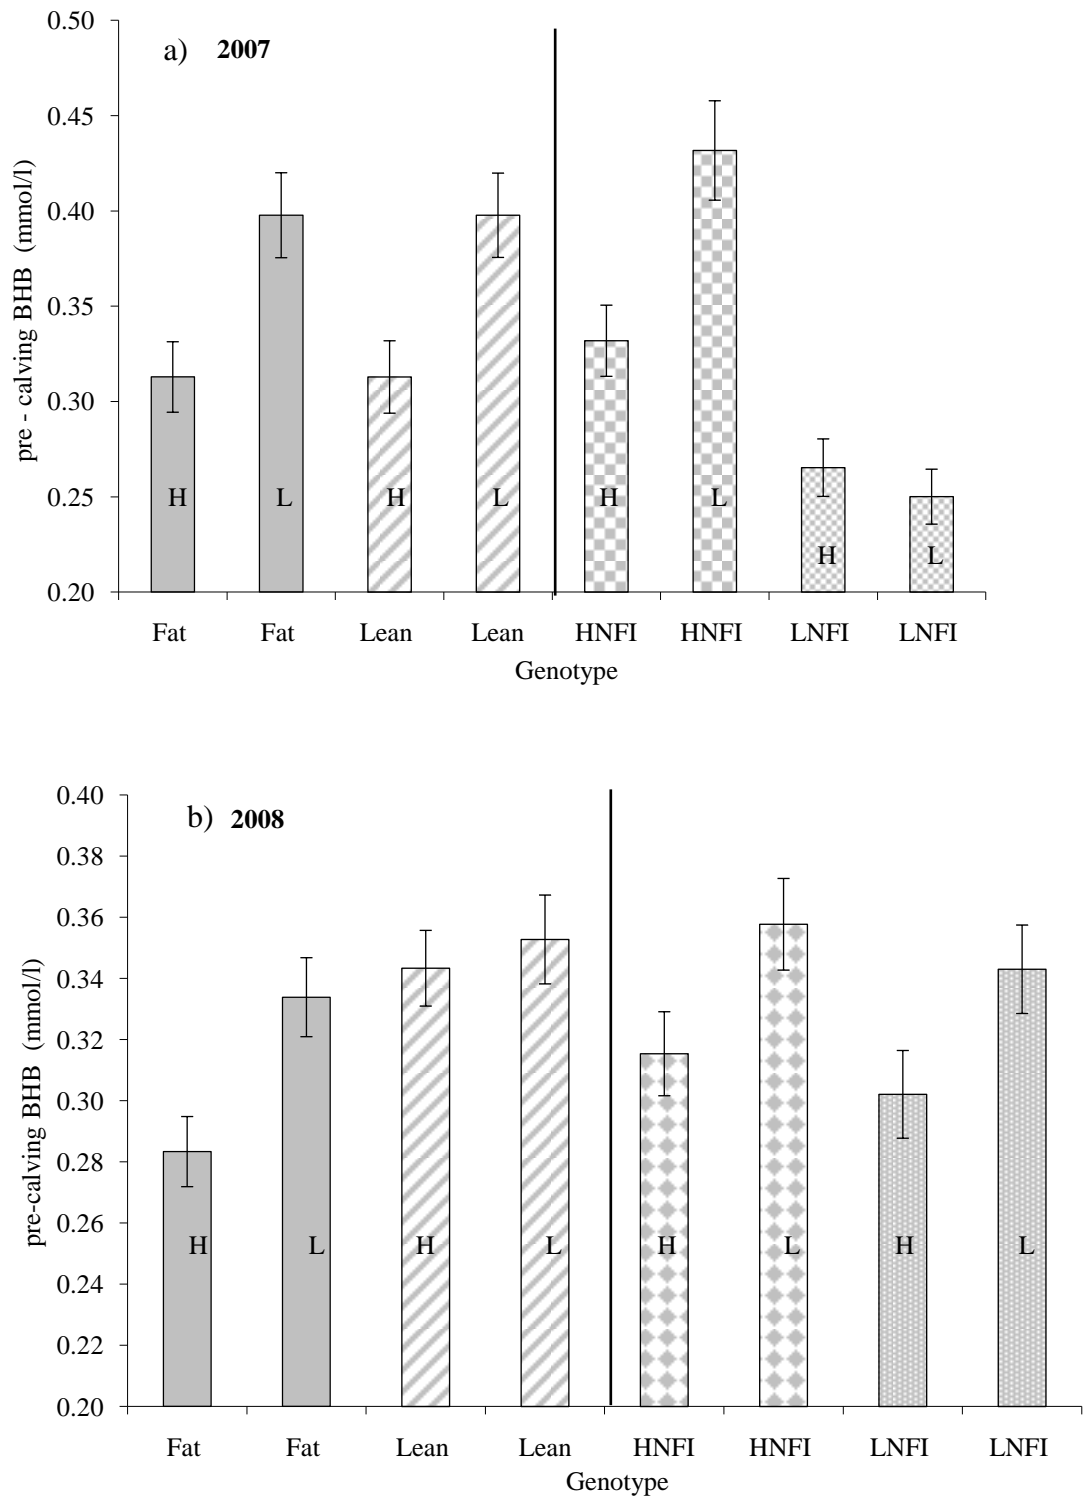 a) 2007
0.50
0.45
0.40
0.35
0.30
0.25
0.20
pre - calving BHB (mmol/l)
H L H L H L H L
Fat Fat Lean Lean HNFI HNFI LNFI LNFI
Genotype
b) 2008
0.40
0.38
0.36
0.34
0.32
0.30
0.28
0.26
0.24
0.22
0.20
pre-calving BHB (mmol/l)
H L H L H L H L
Fat Fat Lean Lean HNFI HNFI LNFI LNFI
Genotype